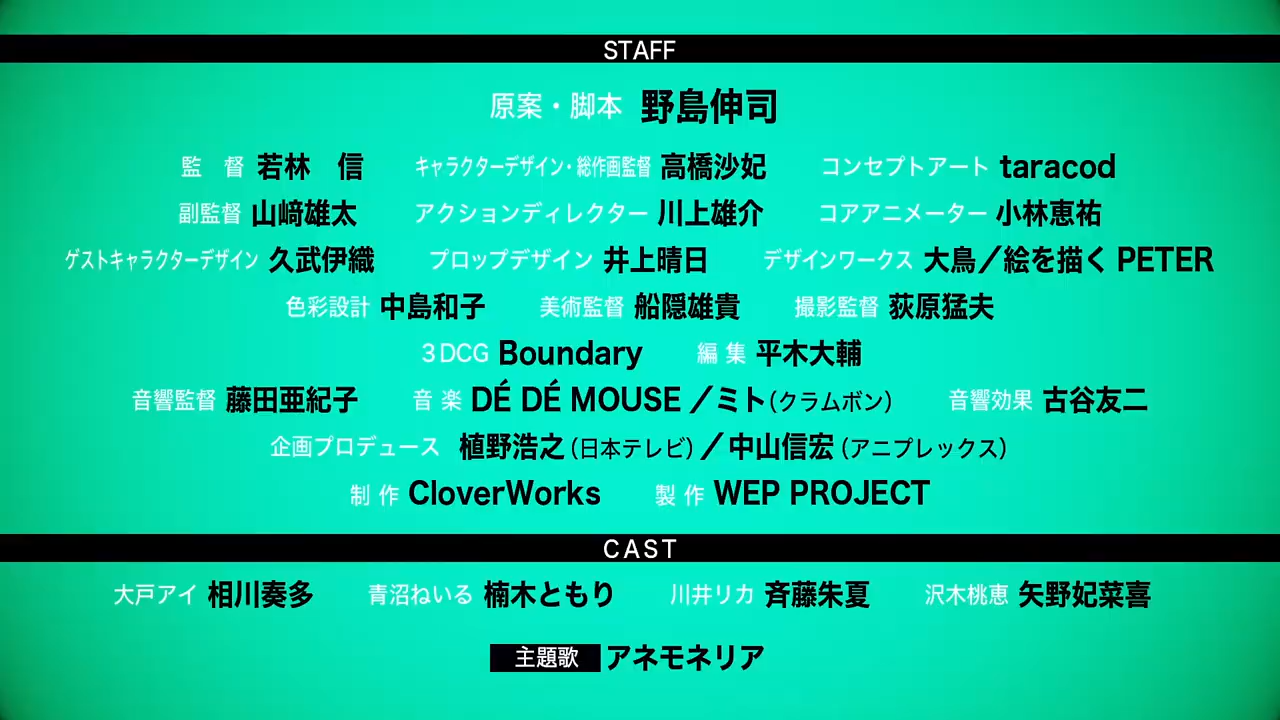 STAFF
原案・脚本 野島伸司
監　督 若林　信 キャラクターデザイン・総作画監督 高橋沙妃 コンセプトアート taracod
副監督 山﨑雄太 アクションディレクター 川上雄介 コアアニメーター 小林恵祐
ゲストキャラクターデザイン 久武伊織 プロップデザイン 井上晴日 デザインワークス 大鳥／絵を描く PETER
色彩設計 中島和子 美術監督 船隠雄貴 撮影監督 荻原猛夫
3DCG Boundary 編 集 平木大輔
音響監督 藤田亜紀子 音 楽 DÉ DÉ MOUSE／ミト（クラムボン） 音響効果 古谷友二
企画プロデュース 植野浩之（日本テレビ）／中山信宏（アニプレックス）
制 作 CloverWorks 製 作 WEP PROJECT
CAST
大戸アイ 相川奏多 青沼ねいる 楠木ともり 川井リカ 斉藤朱夏 沢木桃恵 矢野妃菜喜
主題歌 アネモネリア